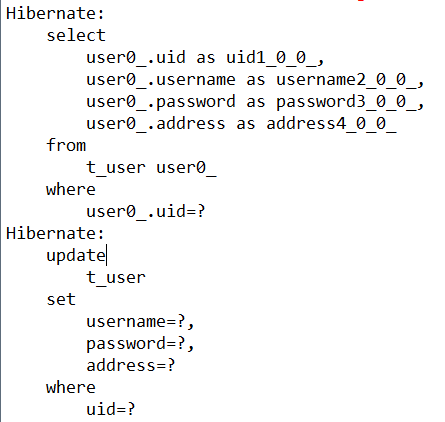 Hibernate:
    select
        user0_.uid as uid1_0_0_,
        user0_.username as username2_0_0_,
        user0_.password as password3_0_0_,
        user0_.address as address4_0_0_
    from
        t_user user0_
    where
        user0_.uid=?
Hibernate:
    update
        t_user
    set
        username=?,
        password=?,
        address=?
    where
        uid=?